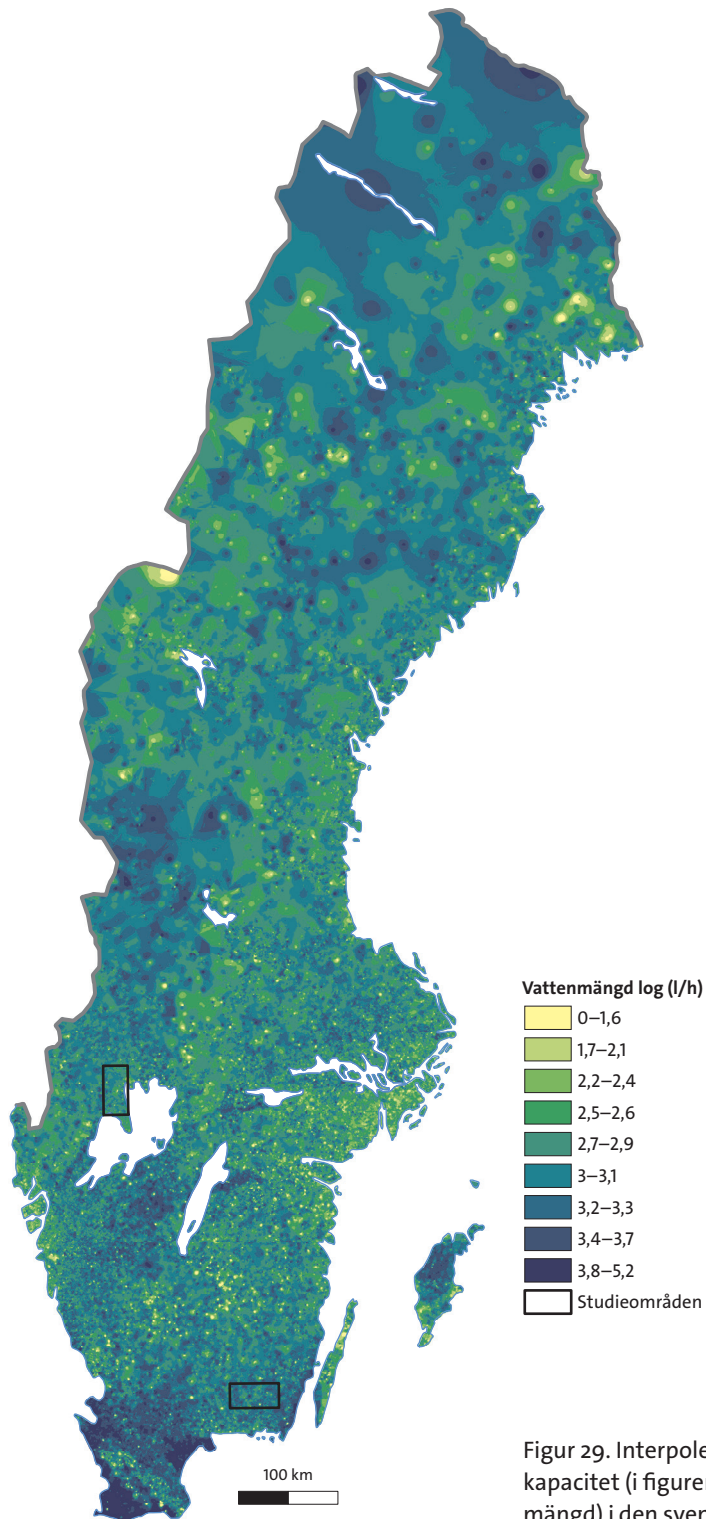 Vattenmängd log (l/h)
0–1,6
1,7–2,1
2,2–2,4
2,5–2,6
2,7–2,9
3–3,1
3,2–3,3
3,4–3,7
3,8–5,2
Studieområden
100 km
Figur 29. Interpole
kapacitet (i figure
mängd) i den sver